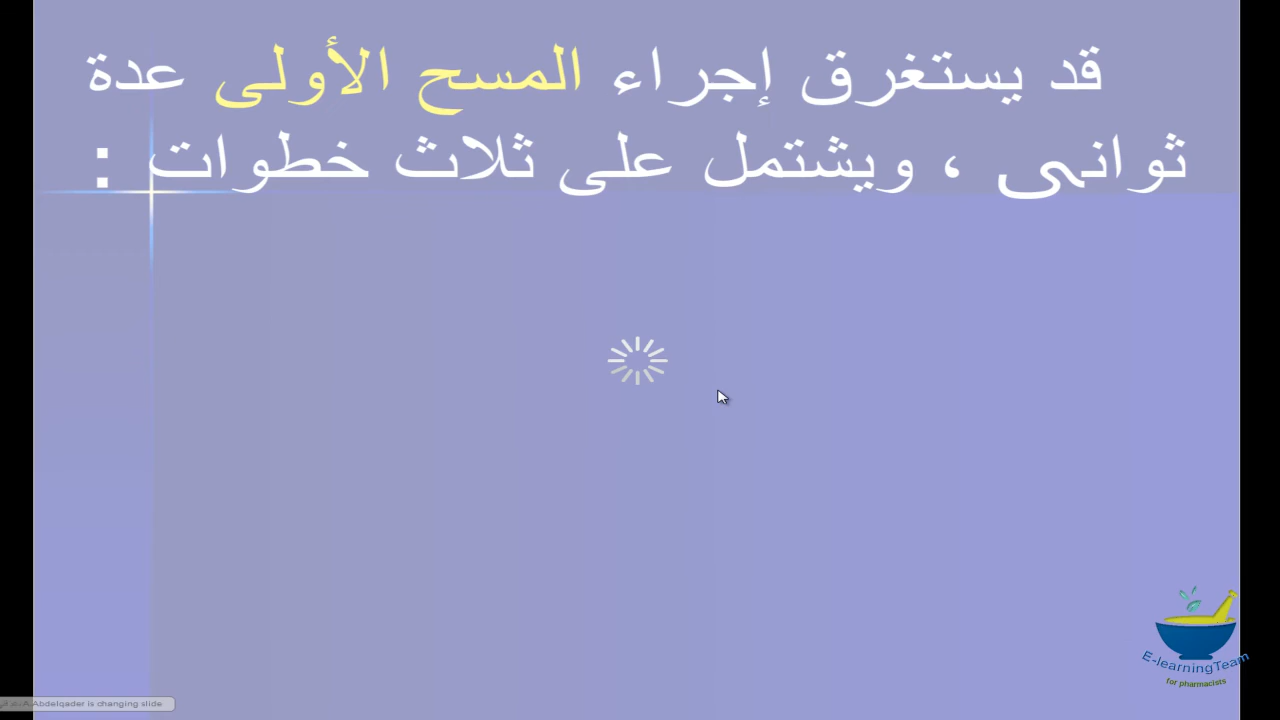 قد يستغرق إجراء المسح الأولى عدة
ثوانى ، ويشتمل على ثلاث خطوات :
E-learningTeam
for pharmacists
A.Abdelqader is changing slide